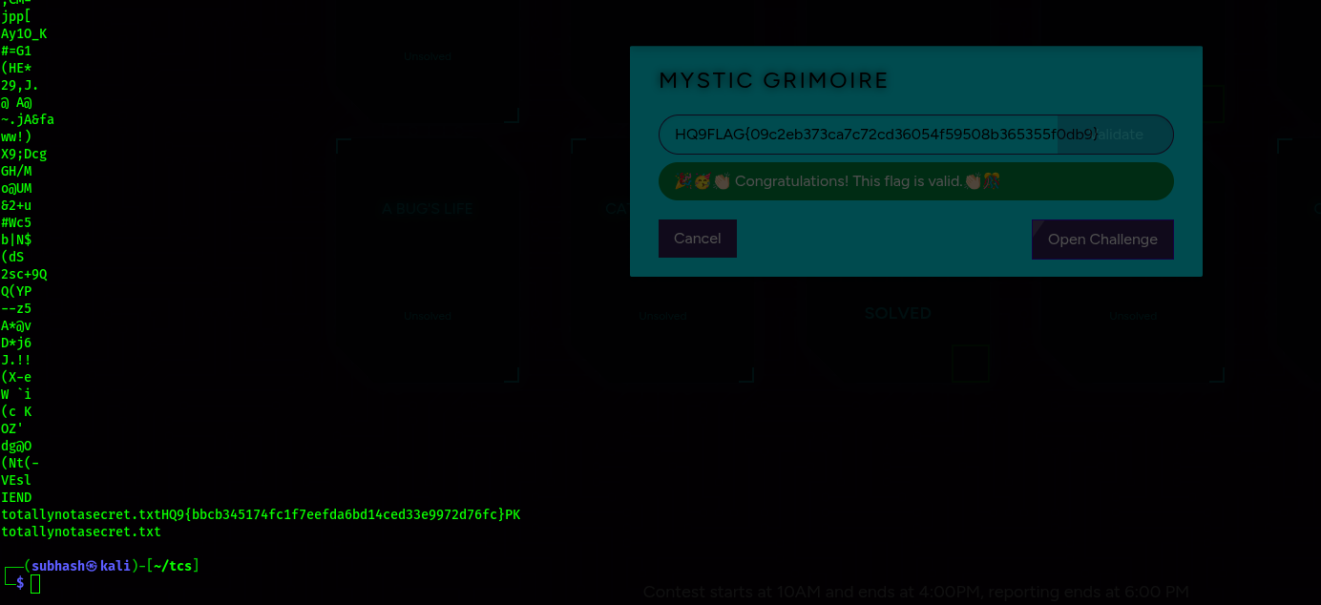 jpp[
Ay1O_K
#=G1
(HE*
29,J.
@ A@
~.jA&fa
ww!)
X9;Dcg
GH/M
o@UM
&2+u
#Wc5
b|N$
(dS
2sc+9Q
Q(YP
--z5
A*@v
D*j6
J.!!
(X-e
W `i
(c K
OZ'
dg@O
(Nt(-
VEsl
IEND
totallynotasecret.txtHQ9{bbcb345174fc1f7eefda6bd14ced33e9972d76fc}PK
totallynotasecret.txt
┌──(subhash㉿kali)-[~/tcs]
└─$
Unsolved
MYSTIC GRIMOIRE
HQ9FLAG{09c2eb373ca7c72cd36054f59508b365355f0db9}
🎉🥳👏🏻 Congratulations! This flag is valid.👏🏻🎊
Cancel
Open Challenge
A BUG'S LIFE
Unsolved
Unsolved
SOLVED
Unsolved
Contest starts at 10AM and ends at 4:00PM, reporting ends at 6:00 PM